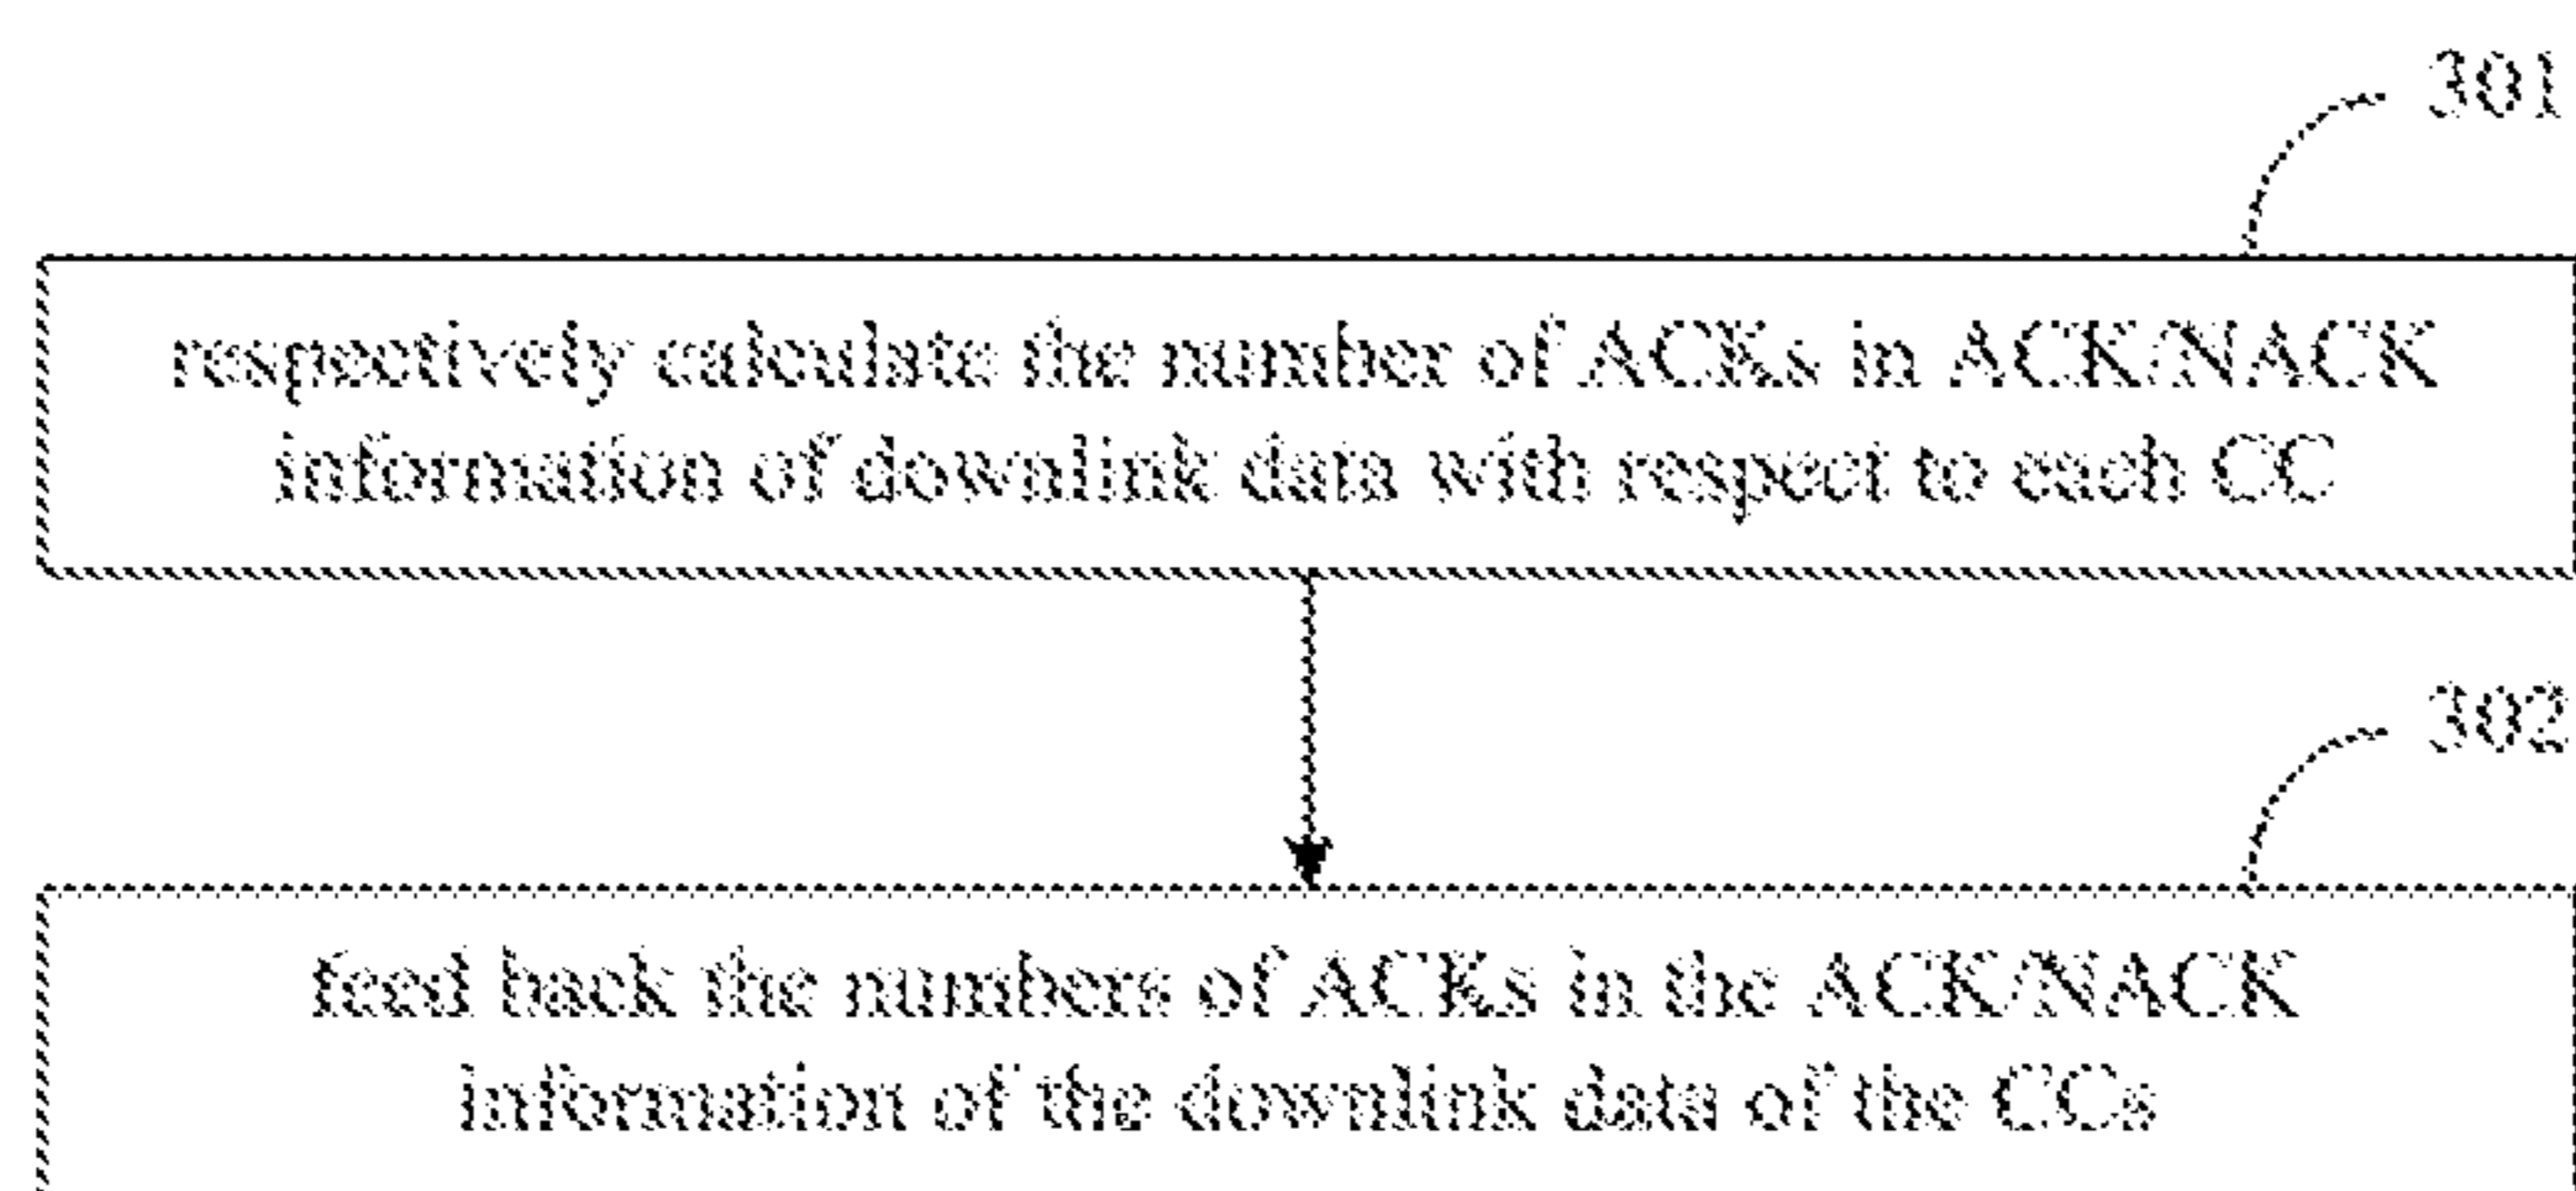 301
respectively calculate the number of ACKs in ACK/NACK
information of downlink data with respect to each CC
302
feed back the numbers of ACKs in the ACK/NACK
information of the downlink data of the CCs